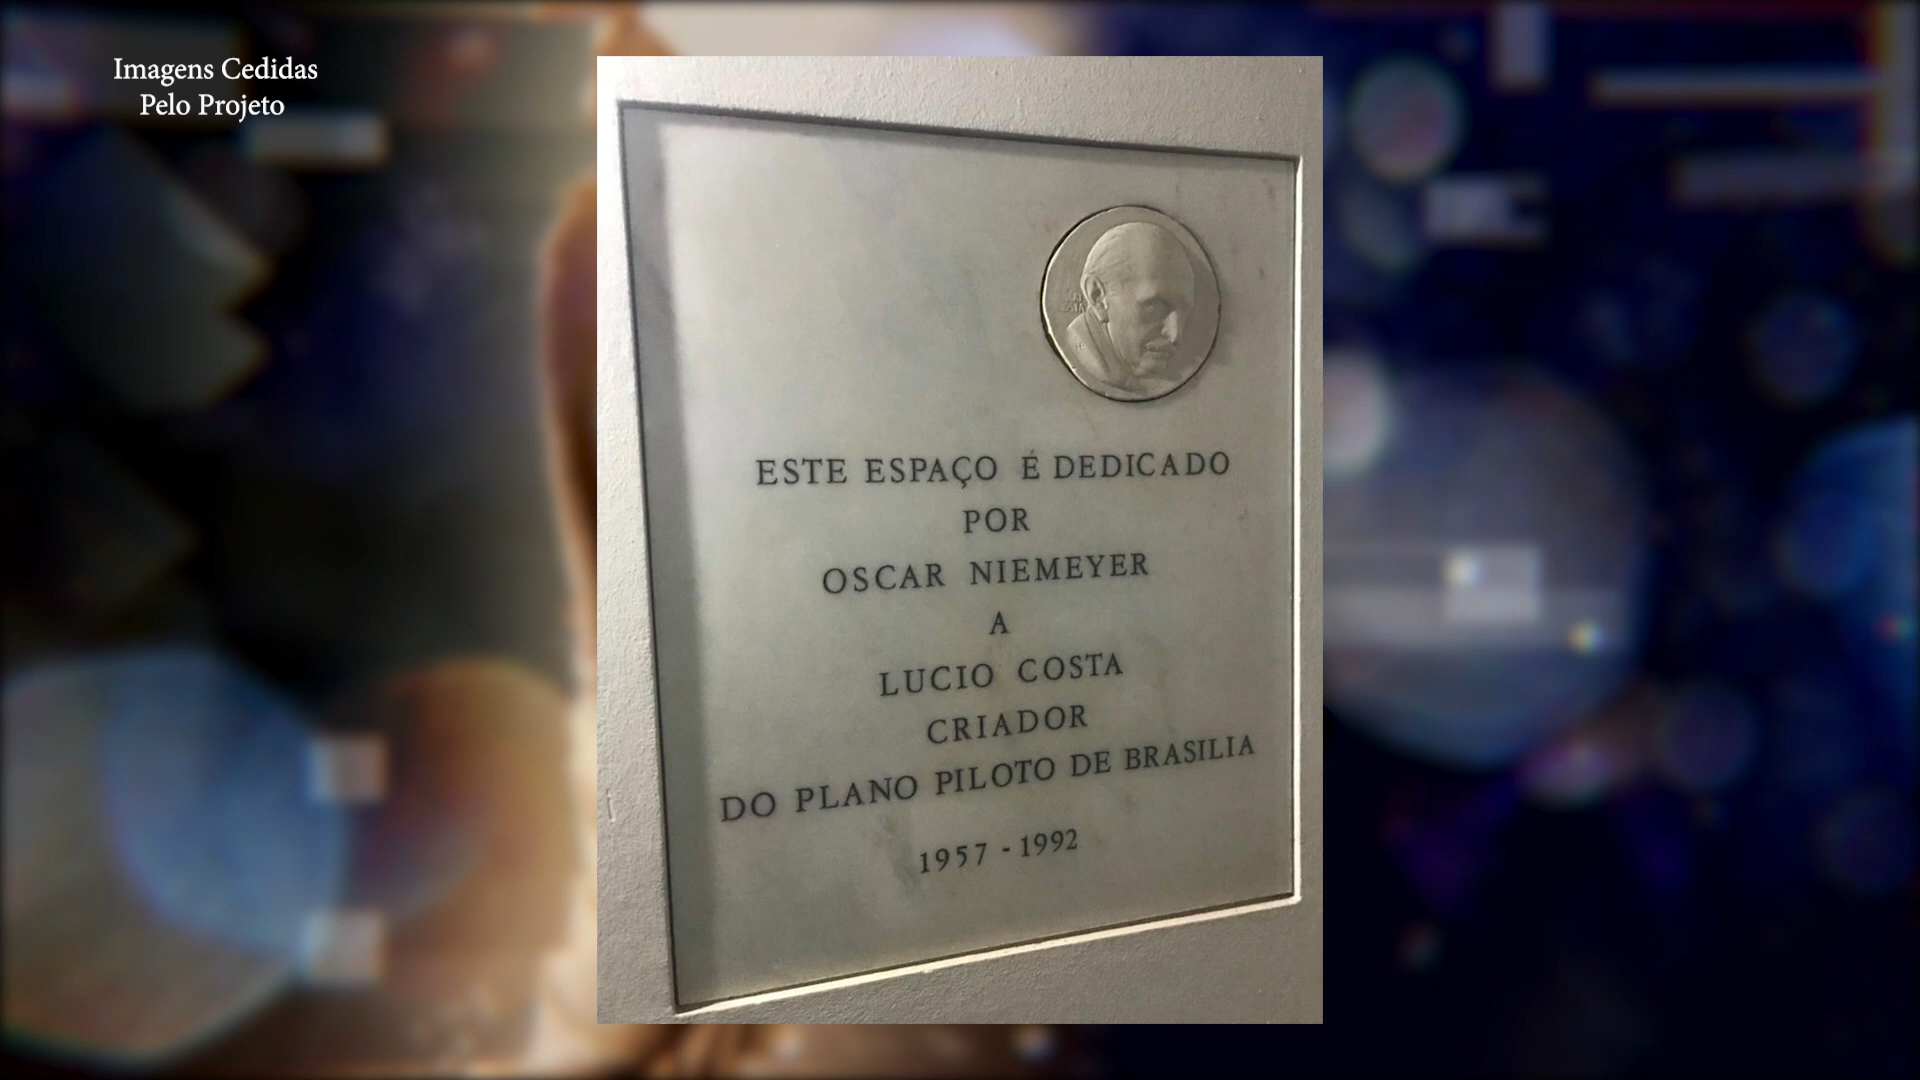 Imagens Cedidas
Pelo Projeto
ESTE ESPAÇO É DEDICADO
POR
OSCAR NIEMEYER
A
LUCIO COSTA
CRIADOR
DO PLANO PILOTO DE BRASILIA
1957 - 1992